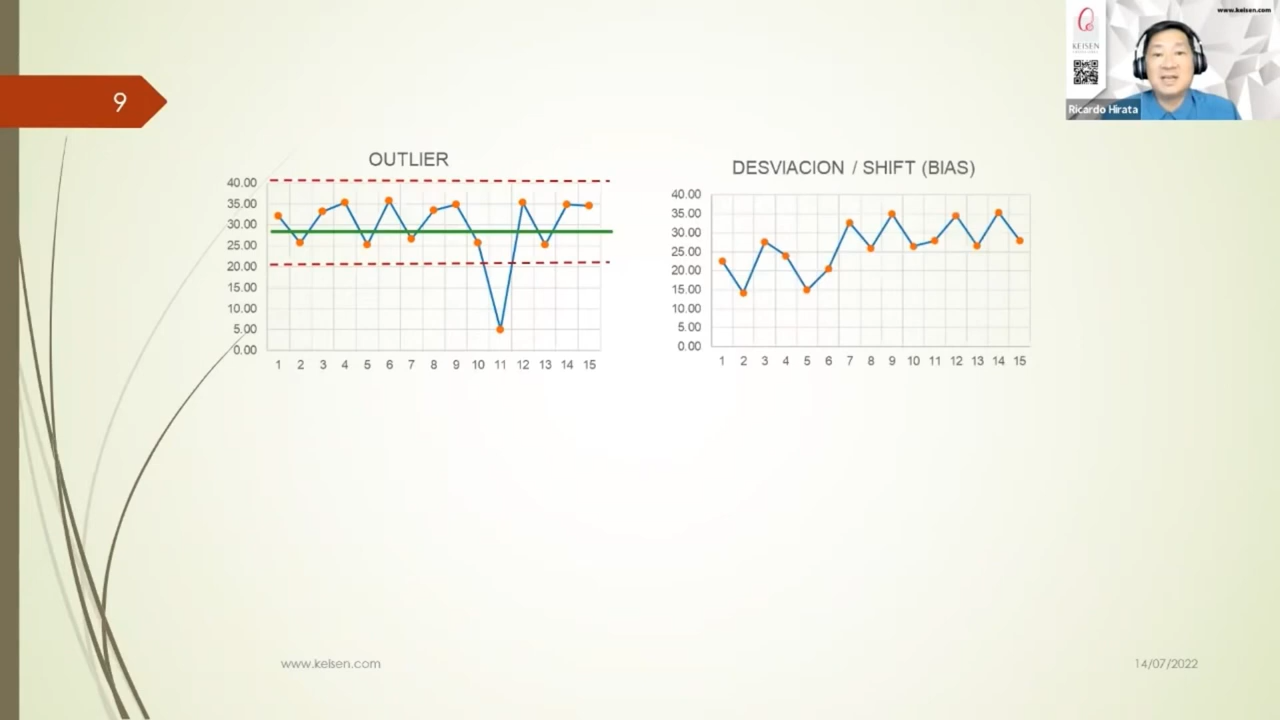 www.keisen.com
KEISEN
Ricardo Hirata
9
OUTLIER
40.00
35.00
30.00
25.00
20.00
15.00
10.00
5.00
0.00
1 2 3 4 5 6 7 8 9 10 11 12 13 14 15
DESVIACION / SHIFT (BIAS)
40.00
35.00
30.00
25.00
20.00
15.00
10.00
5.00
0.00
1 2 3 4 5 6 7 8 9 10 11 12 13 14 15
www.keisen.com
14/07/2022